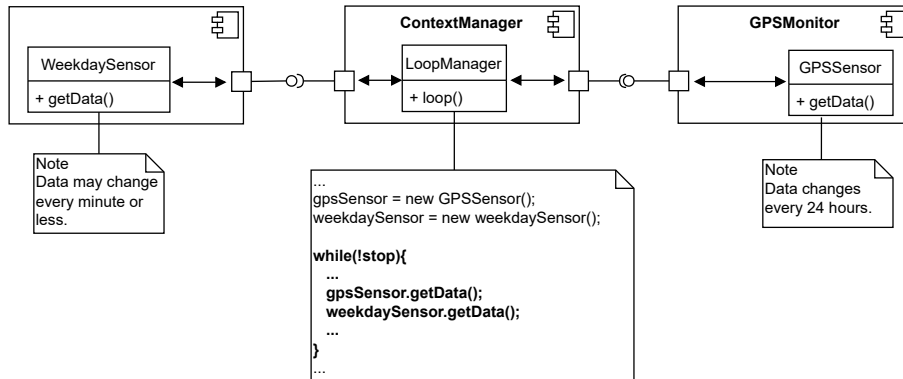 ContextManager
GPSMonitor
WeekdaySensor
+ getData()
LoopManager
+ loop()
GPSSensor
+ getData()
Note
Data may change
every minute or
less.
...
gpsSensor = new GPSSensor();
weekdaySensor = new weekdaySensor();
while(!stop){
...
gpsSensor.getData();
weekdaySensor.getData();
...
}
...
Note
Data changes
every 24 hours.